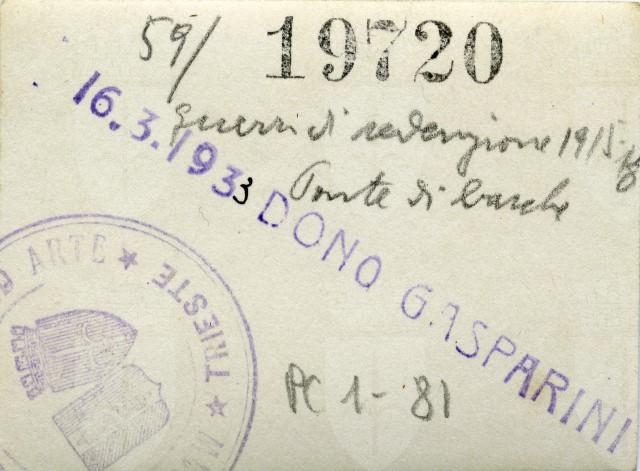 59/ 19720
guerra di redenzione 1915-18
Ponte di barche
16.3.1933 DONO GASPARINI
ARTE ★ TRIESTE ★
PC 1-81